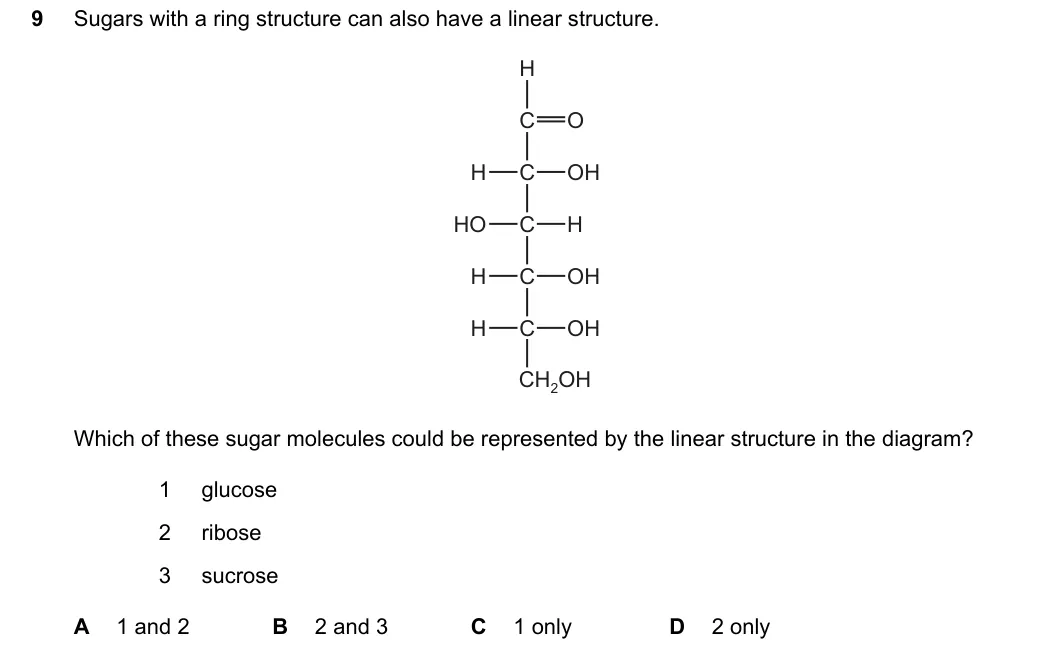 9 Sugars with a ring structure can also have a linear structure.
H
C=O
H—C—OH
HO—C—H
H—C—OH
H—C—OH
CH₂OH
Which of these sugar molecules could be represented by the linear structure in the diagram?
1 glucose
2 ribose
3 sucrose
A 1 and 2 B 2 and 3 C 1 only D 2 only